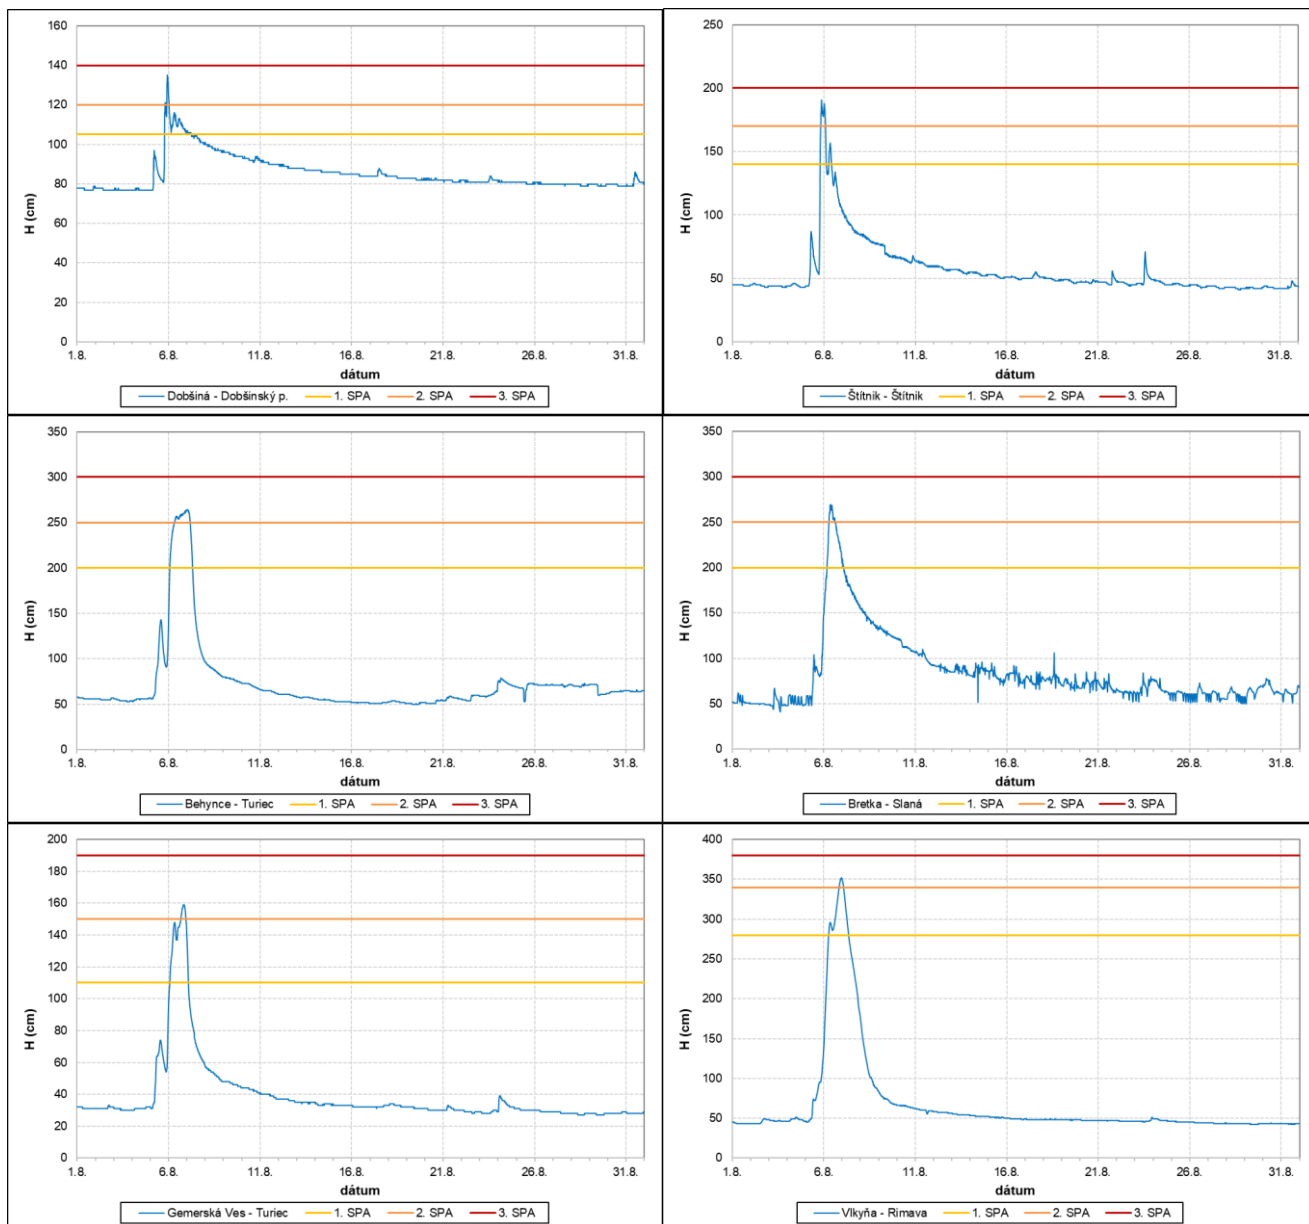 160
140
120
100
80
60
40
20
0
H (cm)
1.8. 6.8. 11.8. 16.8. 21.8. 26.8. 31.8.
dátum
Dobšiná - Dobšinský p. 1. SPA 2. SPA 3. SPA
250
200
150
100
50
0
H (cm)
1.8. 6.8. 11.8. 16.8. 21.8. 26.8. 31.8.
dátum
Štítnik - Štítnik 1. SPA 2. SPA 3. SPA
350
300
250
200
150
100
50
0
H (cm)
1.8. 6.8. 11.8. 16.8. 21.8. 26.8. 31.8.
dátum
Behynce - Turiec 1. SPA 2. SPA 3. SPA
350
300
250
200
150
100
50
0
H (cm)
1.8. 6.8. 11.8. 16.8. 21.8. 26.8. 31.8.
dátum
Bretka - Slaná 1. SPA 2. SPA 3. SPA
200
180
160
140
120
100
80
60
40
20
0
H (cm)
1.8. 6.8. 11.8. 16.8. 21.8. 26.8. 31.8.
dátum
Gemerská Ves - Turiec 1. SPA 2. SPA 3. SPA
400
350
300
250
200
150
100
50
0
H (cm)
1.8. 6.8. 11.8. 16.8. 21.8. 26.8. 31.8.
dátum
Vlkyňa - Rimava 1. SPA 2. SPA 3. SPA